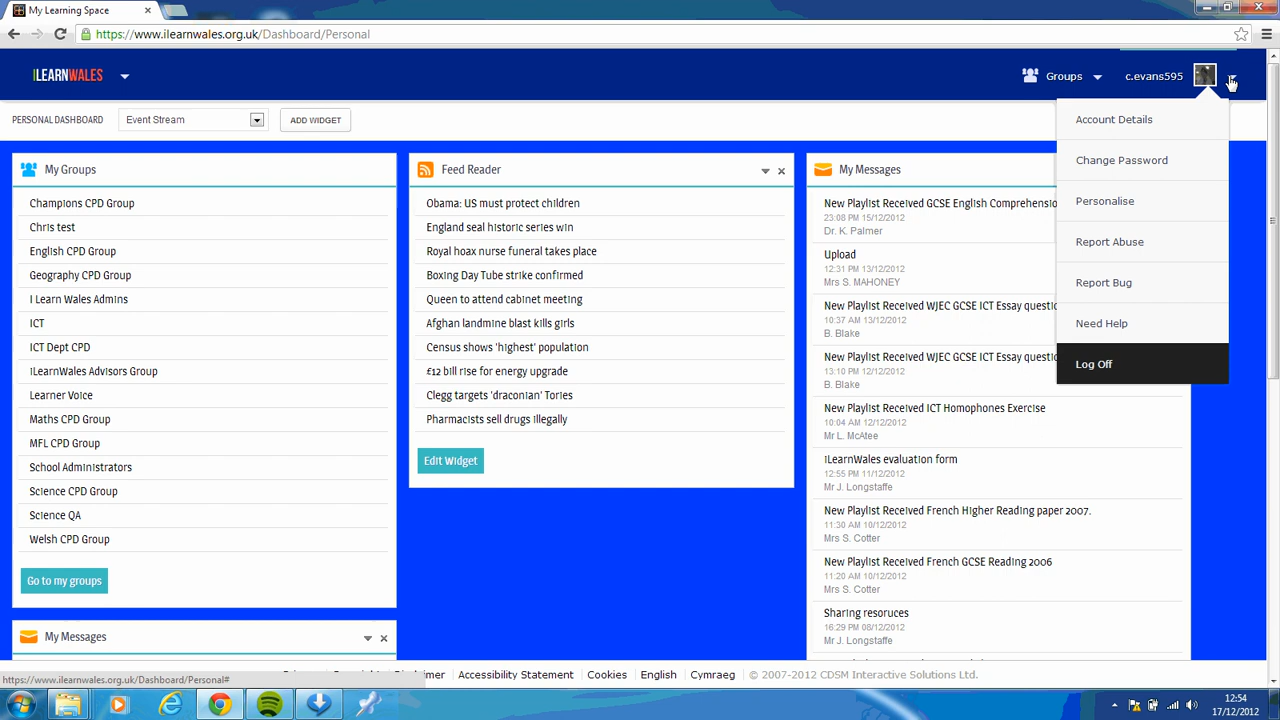 My Learning Space
https://www.ilearnwales.org.uk/Dashboard/Personal
ILEARNWALES
Groups
c.evans595
PERSONAL DASHBOARD
Event Stream
ADD WIDGET
Account Details
Change Password
Personalise
Report Abuse
Report Bug
Need Help
Log Off
My Groups
Champions CPD Group
Chris test
English CPD Group
Geography CPD Group
I Learn Wales Admins
ICT
ICT Dept CPD
iLearnWales Advisors Group
Learner Voice
Maths CPD Group
MFL CPD Group
School Administrators
Science CPD Group
Science QA
Welsh CPD Group
Go to my groups
My Messages
Feed Reader
Obama: US must protect children
England seal historic series win
Royal hoax nurse funeral takes place
Boxing Day Tube strike confirmed
Queen to attend cabinet meeting
Afghan landmine blast kills girls
Census shows 'highest' population
£12 bill rise for energy upgrade
Clegg targets 'draconian' Tories
Pharmacists sell drugs illegally
Edit Widget
My Messages
New Playlist Received GCSE English Comprehensio
23:08 PM 15/12/2012
Dr. K. Palmer
Upload
12:31 PM 13/12/2012
Mrs S. MAHONEY
New Playlist Received WJEC GCSE ICT Essay questio
10:37 AM 13/12/2012
B. Blake
New Playlist Received WJEC GCSE ICT Essay questio
13:10 PM 12/12/2012
B. Blake
New Playlist Received ICT Homophones Exercise
10:04 AM 12/12/2012
Mr L. McAtee
iLearnWales evaluation form
12:55 PM 11/12/2012
Mr J. Longstaffe
New Playlist Received French Higher Reading paper 2007.
11:30 AM 10/12/2012
Mrs S. Cotter
New Playlist Received French GCSE Reading 2006
11:20 AM 10/12/2012
Mrs S. Cotter
Sharing resoruces
16:29 PM 08/12/2012
Mr J. Longstaffe
Accessibility Statement
Cookies
English
Cymraeg
© 2007-2012 CDSM Interactive Solutions Ltd.
https://www.ilearnwales.org.uk/Dashboard/Personal#
12:54
17/12/2012